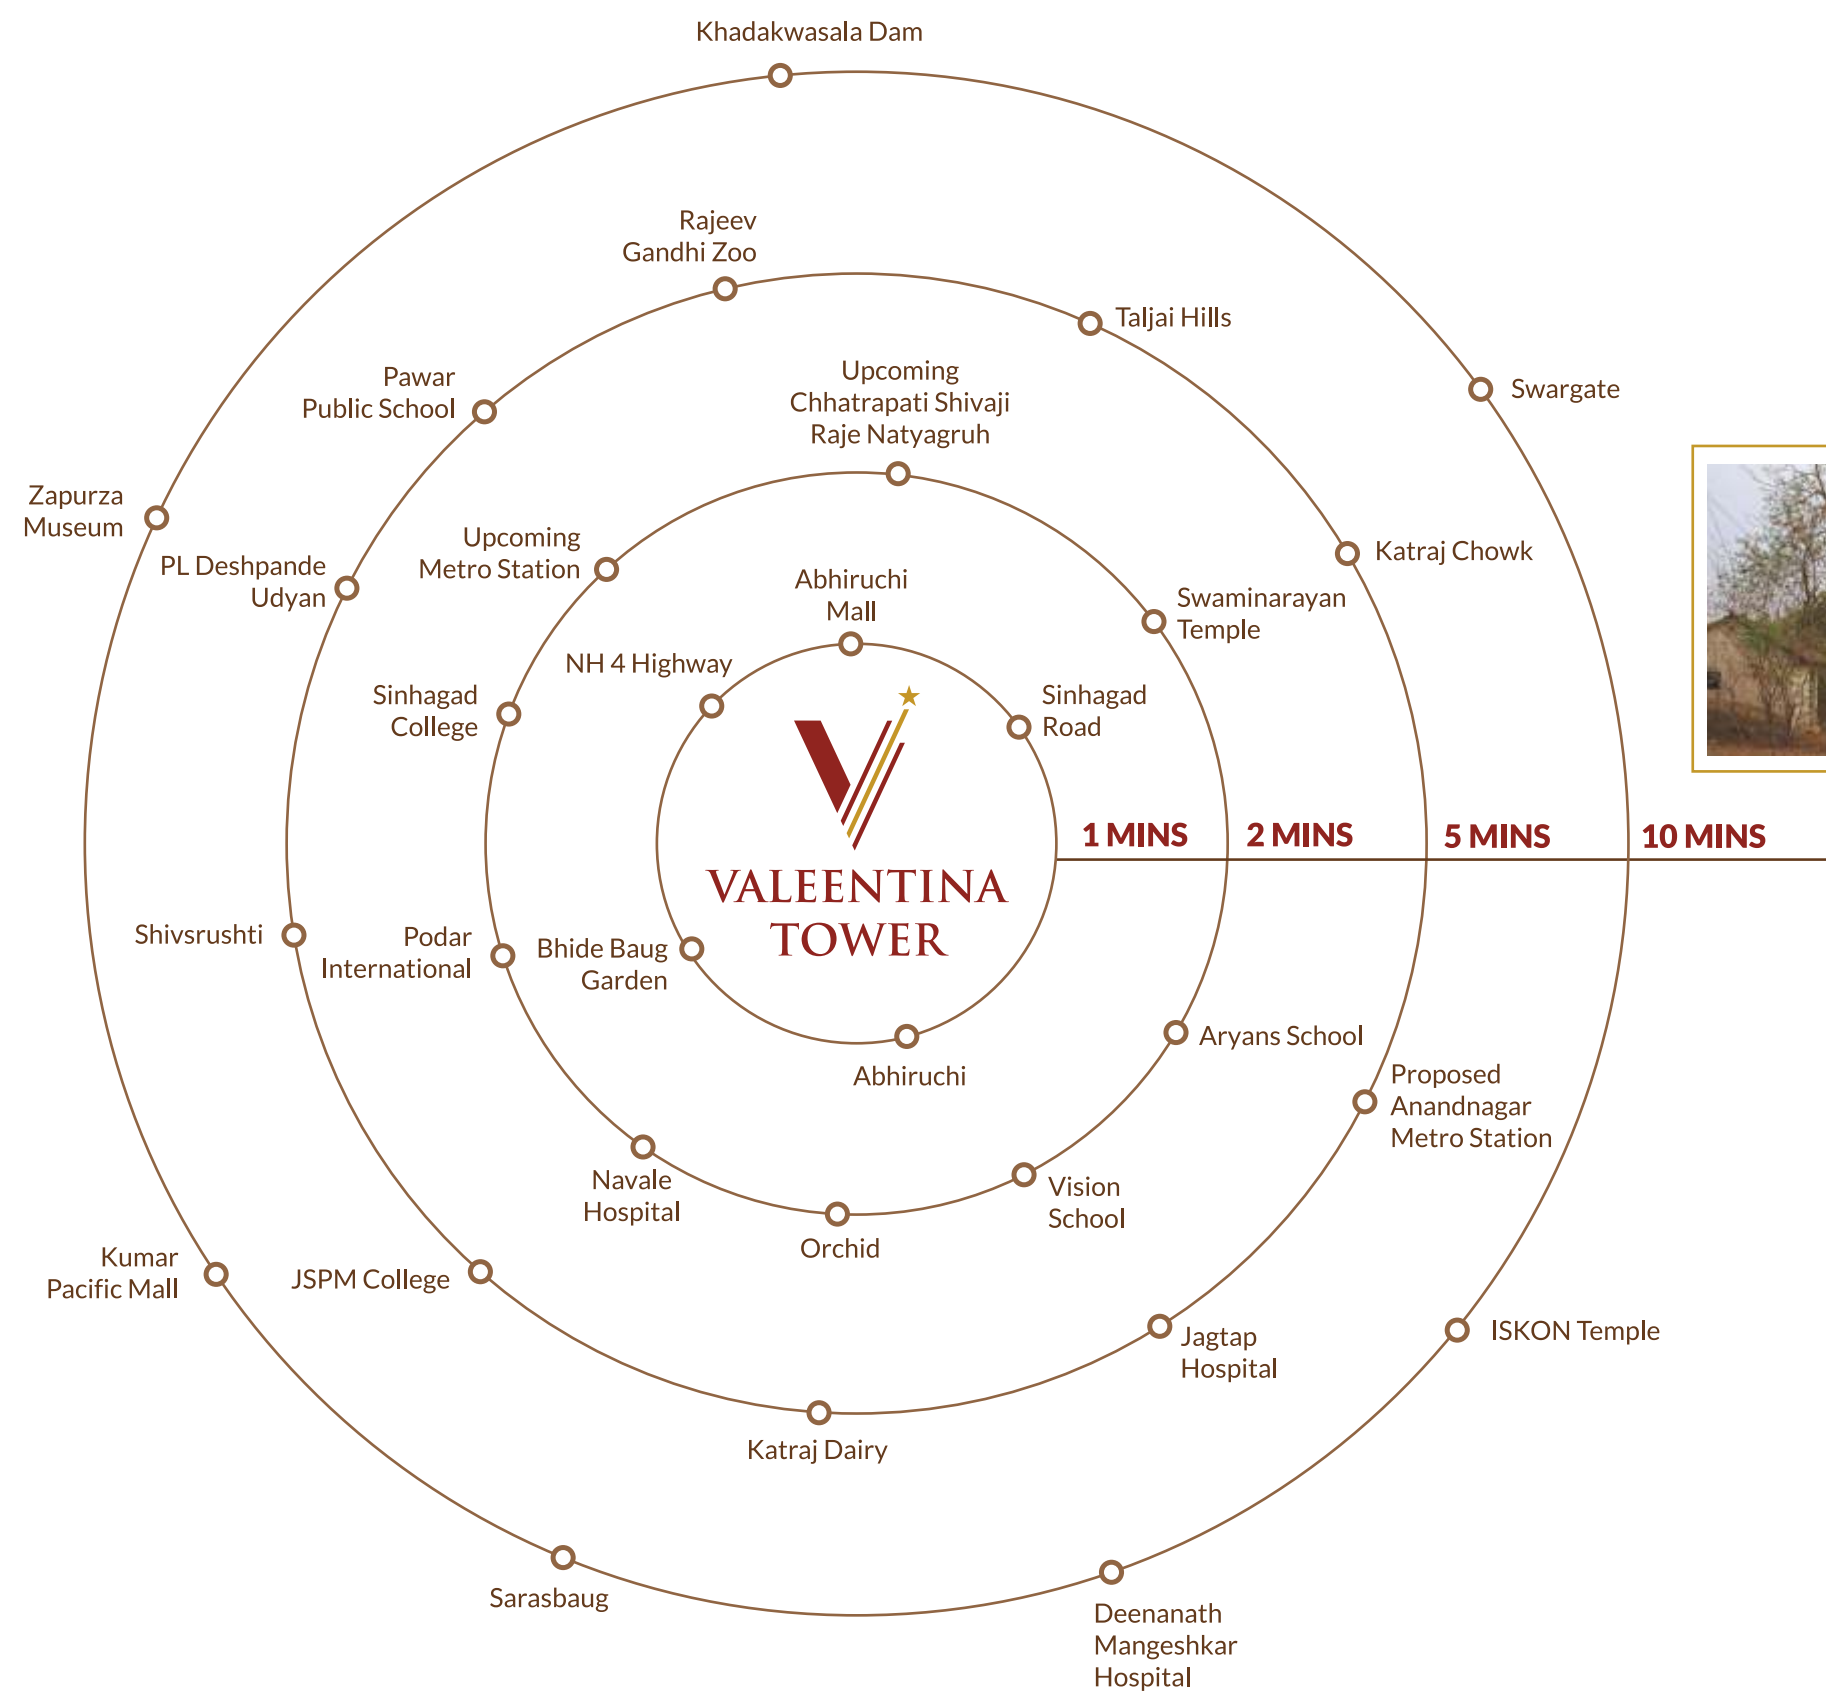 Khadakwasala Dam
Rajeev
Gandhi Zoo
Taljai Hills
Pawar
Public School
Upcoming
Chhatrapati Shivaji
Raje Natyagruh
Swargate
Zapurza
Museum
PL Deshpande
Udyan
Upcoming
Metro Station
Abhiruchi
Mall
Swaminarayan
Temple
Katraj Chowk
NH 4 Highway
Sinhagad
College
Sinhagad
Road
VALEENTINA
TOWER
1 MINS
2 MINS
5 MINS
10 MINS
Shivsrushti
Podar
International
Bhide Baug
Garden
Abhiruchi
Aryans School
Proposed
Anandnagar
Metro Station
Navale
Hospital
Orchid
Vision
School
Kumar
Pacific Mall
JSPM College
Jagtap
Hospital
ISKON Temple
Katraj Dairy
Sarasbaug
Deenanath
Mangeshkar
Hospital